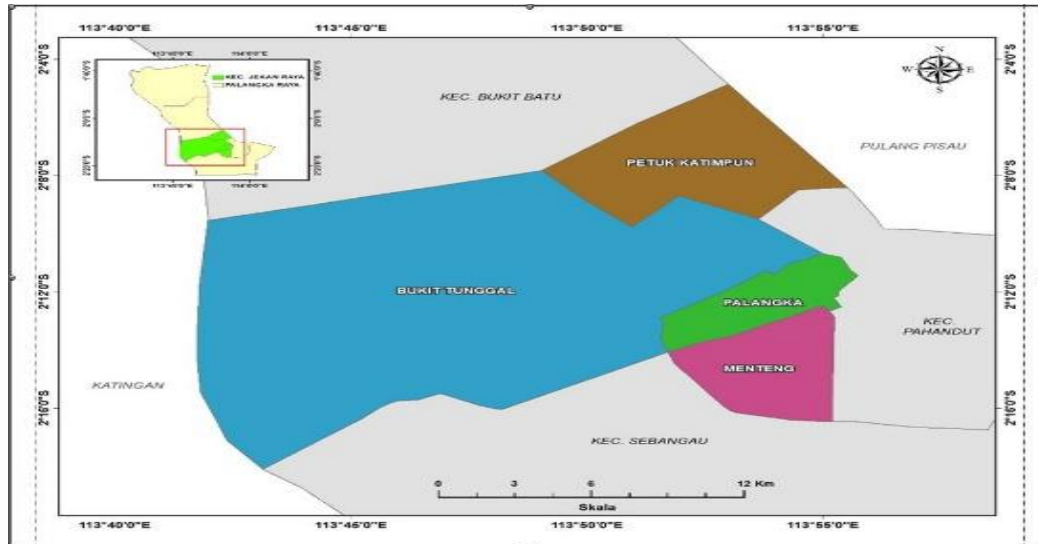 113°40'0"E 113°45'0"E 113°50'0"E 113°55'0"E
2°4'0"S
2°4'0"S
KEC. JEKAN RAYA
PALANGKA RAYA
N
W E
S
KEC. BUKIT BATU
PULANG PISAU
PETUK KATIMPUN
2°8'0"S
2°8'0"S
BUKIT TUNGGAL
PALANGKA
2°12'0"S
2°12'0"S
KEC.
PAHANDUT
MENTENG
KATINGAN
2°16'0"S
2°16'0"S
KEC. SEBANGAU
0 3 6 9 12 Km
Skala
113°40'0"E 113°45'0"E 113°50'0"E 113°55'0"E